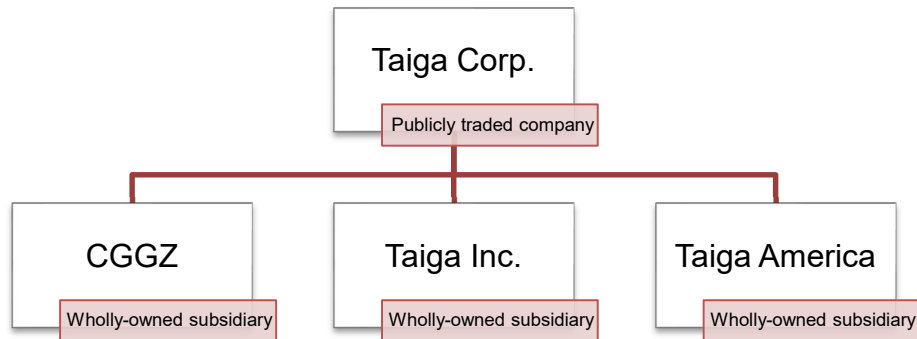 Taiga Corp.
Publicly traded company
CGGZ
Wholly-owned subsidiary
Taiga Inc.
Wholly-owned subsidiary
Taiga America
Wholly-owned subsidiary